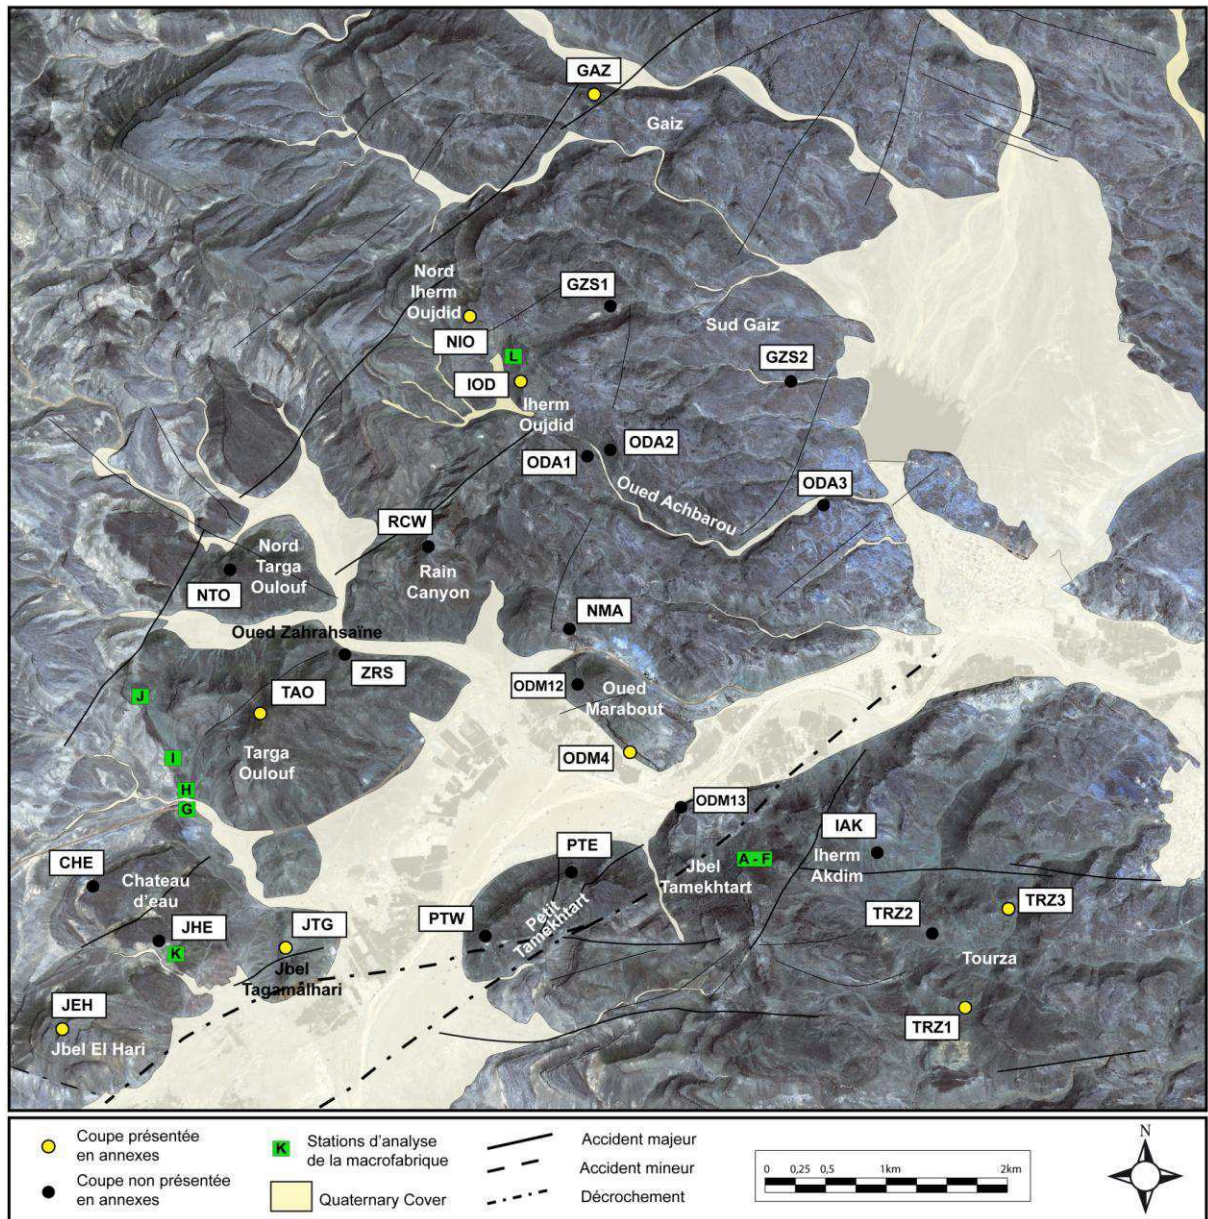 GAZ
Gaiz
Nord
Iherm
Oujdid
GZS1
NIO
Sud Gaiz
L
GZS2
IOD
Iherm
Oujdid
ODA2
ODA1
Oued Achbarou
ODA3
RCW
Nord
Targa
Oulouf
Rain
Canyon
NTO
NMA
Oued Zahrahsaïne
ZRS
TAO
ODM12
Oued
Marabout
J
Targa
Oulouf
I
ODM4
H
G
ODM13
IAK
PTE
CHE
Chateau
d'eau
Jbel
Tamekhtart
A - F
Iherm
Akdim
JHE
JTG
PTW
Petit
Tamekhtart
TRZ2
TRZ3
K
Jbel
Tagamalhari
Tourza
JEH
Jbel El Hari
TRZ1
Coupe présentée
en annexes
K
Stations d'analyse
de la macrofabrique
Accident majeur
Coupe non présentée
en annexes
Quaternary Cover
Accident mineur
Décrochement
0 0,25 0,5 1km 2km
N